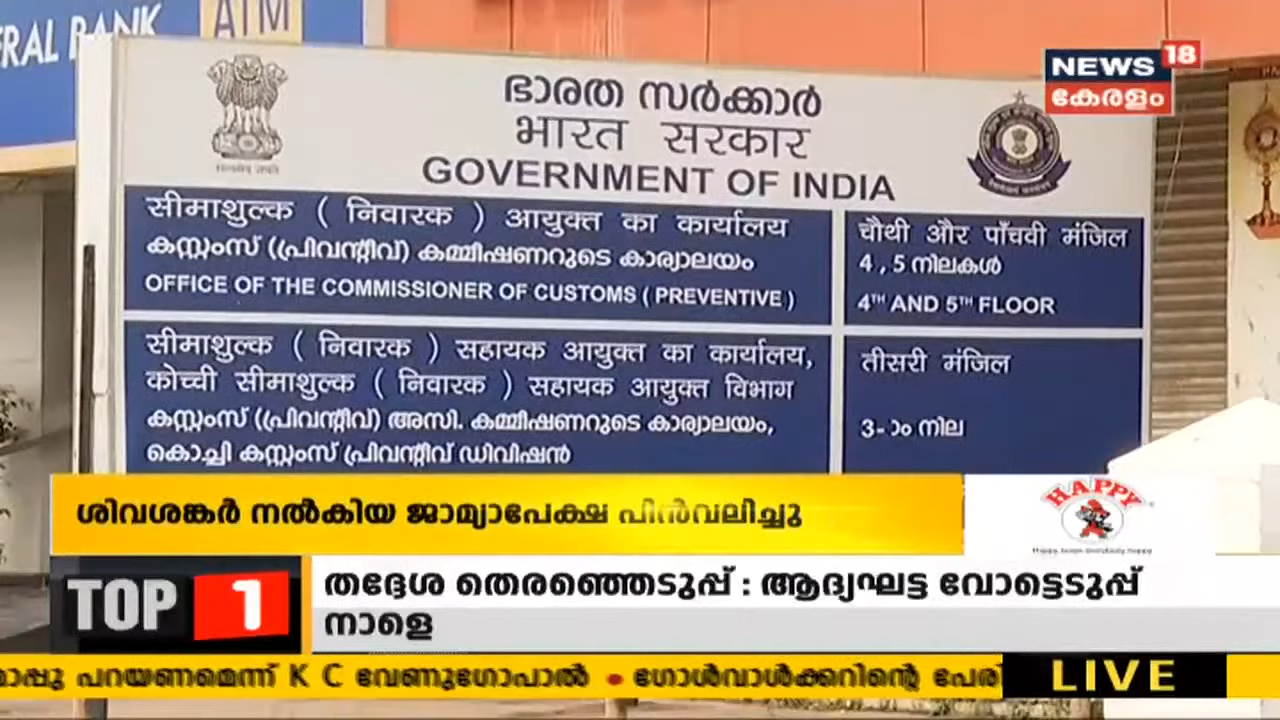 ERAL BANK
ATM
NEWS 18
കേരളം
ഭാരത സർക്കാർ
भारत सरकार
GOVERNMENT OF INDIA
सीमाशुल्क ( निवारक ) आयुक्त का कार्यालय
കസ്റ്റംസ് (പ്രിവന്റീവ്) കമ്മീഷണറുടെ കാര്യാലയം
OFFICE OF THE COMMISSIONER OF CUSTOMS ( PREVENTIVE )
चौथी और पाँचवी मंजिल
4 , 5 നിലകൾ
4TH AND 5TH FLOOR
सीमाशुल्क ( निवारक ) सहायक आयुक्त का कार्यालय,
कोच्ची सीमाशुल्क ( निवारक ) सहायक आयुक्त विभाग
കസ്റ്റംസ് (പ്രിവന്റീവ്) അസി. കമ്മീഷണറുടെ കാര്യാലയം,
കൊച്ചി കസ്റ്റംസ് പ്രിവന്റീവ് ഡിവിഷൻ
तीसरी मंजिल
3-ാം നില
ശിവശങ്കർ നൽകിയ ജാമ്യാപേക്ഷ പിൻവലിച്ചു
HAPPY
TOP 1
തദ്ദേശ തെരഞ്ഞെടുപ്പ് : ആദ്യഘട്ട വോട്ടെടുപ്പ്
നാളെ
മാപ്പു പറയണമെന്ന് K C വേണുഗോപാൽ • ഗോൾവാൾക്കറിന്റെ പേരി
LIVE